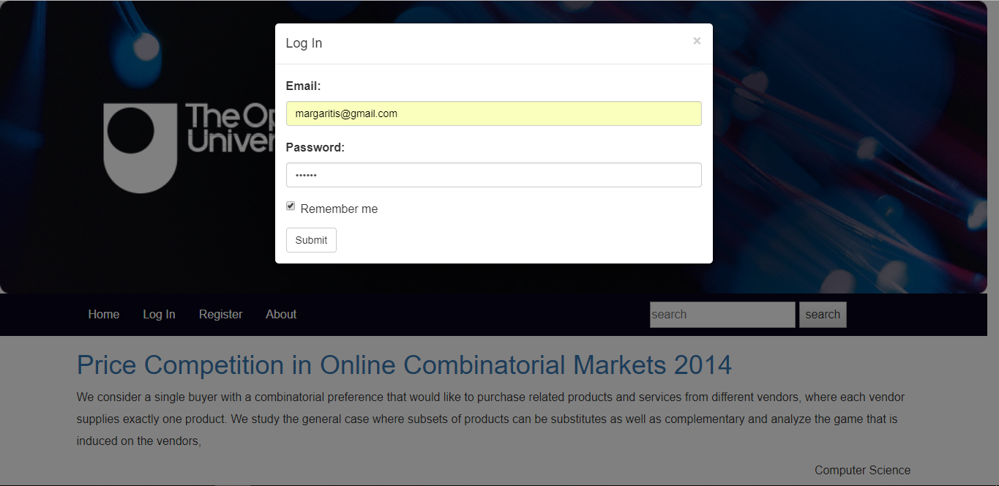 Log In ×
Email:
margaritis@gmail.com
Password:
••••••
Remember me
Submit
The Op
Univer
Home Log In Register About search search
Price Competition in Online Combinatorial Markets 2014
We consider a single buyer with a combinatorial preference that would like to purchase related products and services from different vendors, where each vendor
supplies exactly one product. We study the general case where subsets of products can be substitutes as well as complementary and analyze the game that is
induced on the vendors,
Computer Science